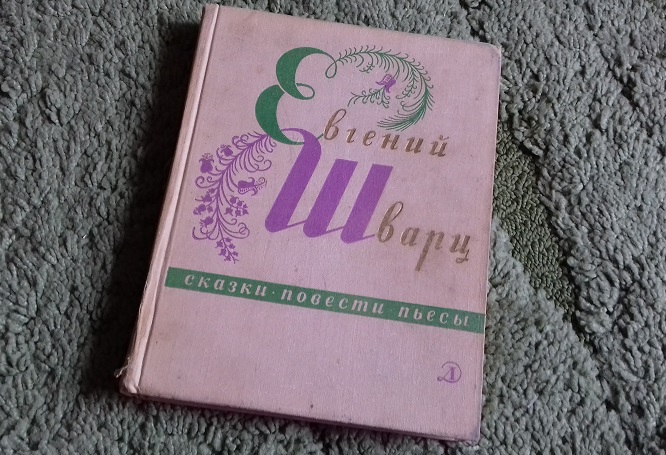 Евгений
Шварц
сказки · повести · пьесы
Д